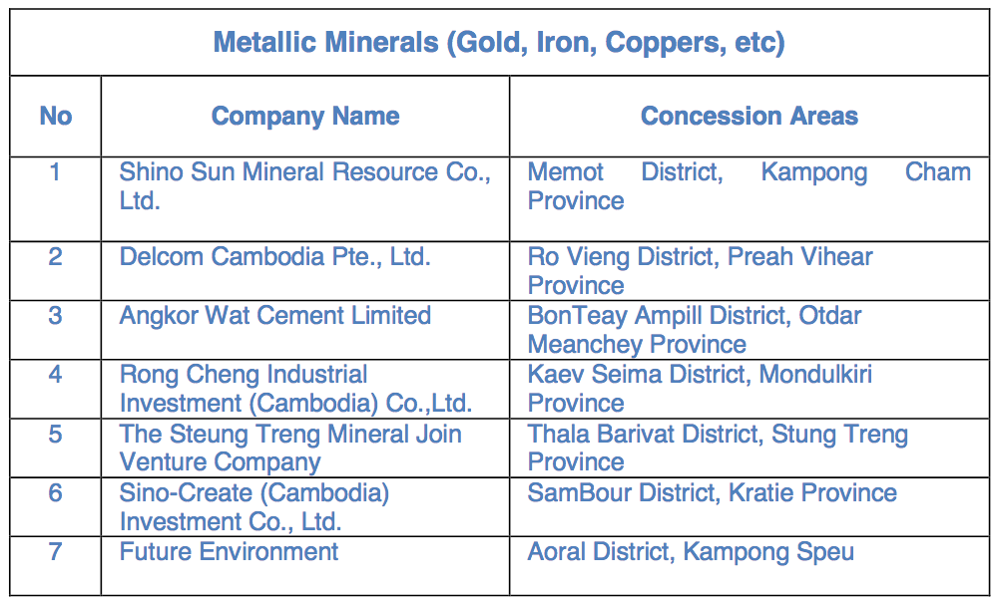 Metallic Minerals (Gold, Iron, Coppers, etc)
No Company Name Concession Areas
1 Shino Sun Mineral Resource Co., Memot District, Kampong Cham
Ltd. Province
2 Delcom Cambodia Pte., Ltd. Ro Vieng District, Preah Vihear
Province
3 Angkor Wat Cement Limited BonTeay Ampill District, Otdar
Meanchey Province
4 Rong Cheng Industrial Kaev Seima District, Mondulkiri
Investment (Cambodia) Co.,Ltd. Province
5 The Steung Treng Mineral Join Thala Barivat District, Stung Treng
Venture Company Province
6 Sino-Create (Cambodia) SamBour District, Kratie Province
Investment Co., Ltd.
7 Future Environment Aoral District, Kampong Speu